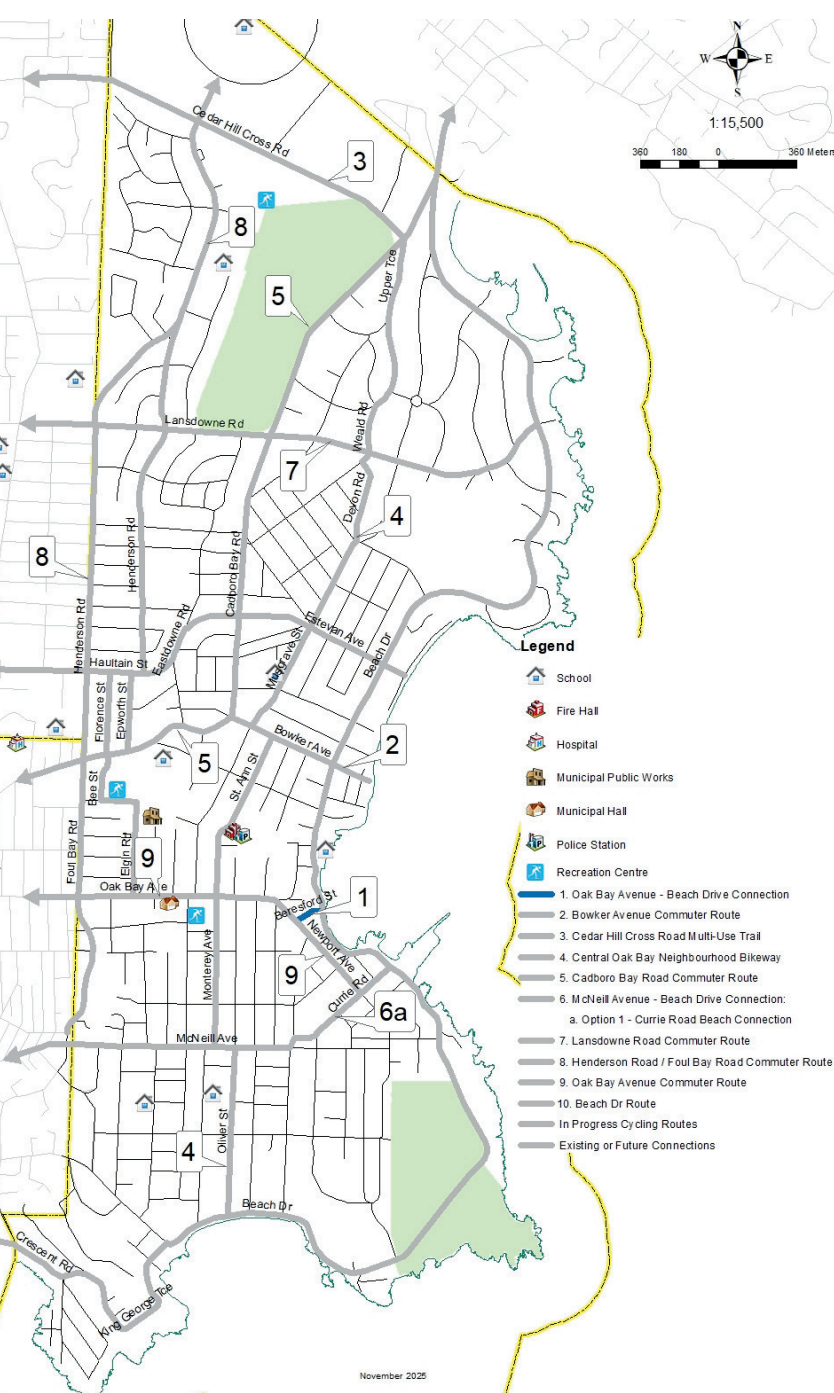 N
W
E
S
1:15,500
360 180 0 360 Meters
Cedar Hill Cross Rd
3
8
Upper Tce
5
Lansdowne Rd
Weald Rd
7
Devon Rd
4
Cadboro Bay Rd
Henderson Rd
8
Henderson Rd
Eastdowne Rd
Estevan Ave
Musgrave St
Beach Dr
Haultain St
Florence St
Epworth St
Bowker Ave
2
5
St. Ann St
Bee St
Elgin Rd
Foul Bay Rd
9
Oak Bay Ave
Beresford St
1
Newport Ave
9
Monterey Ave
Currie Rd
6a
McNeill Ave
Oliver St
4
Beach Dr
Crescent Rd
King George Tce
Legend
School
Fire Hall
Hospital
Municipal Public Works
Municipal Hall
Police Station
Recreation Centre
1. Oak Bay Avenue - Beach Drive Connection
2. Bowker Avenue Commuter Route
3. Cedar Hill Cross Road Multi-Use Trail
4. Central Oak Bay Neighbourhood Bikeway
5. Cadboro Bay Road Commuter Route
6. McNeill Avenue - Beach Drive Connection:
a. Option 1 - Currie Road Beach Connection
7. Lansdowne Road Commuter Route
8. Henderson Road / Foul Bay Road Commuter Route
9. Oak Bay Avenue Commuter Route
10. Beach Dr Route
In Progress Cycling Routes
Existing or Future Connections
November 2025